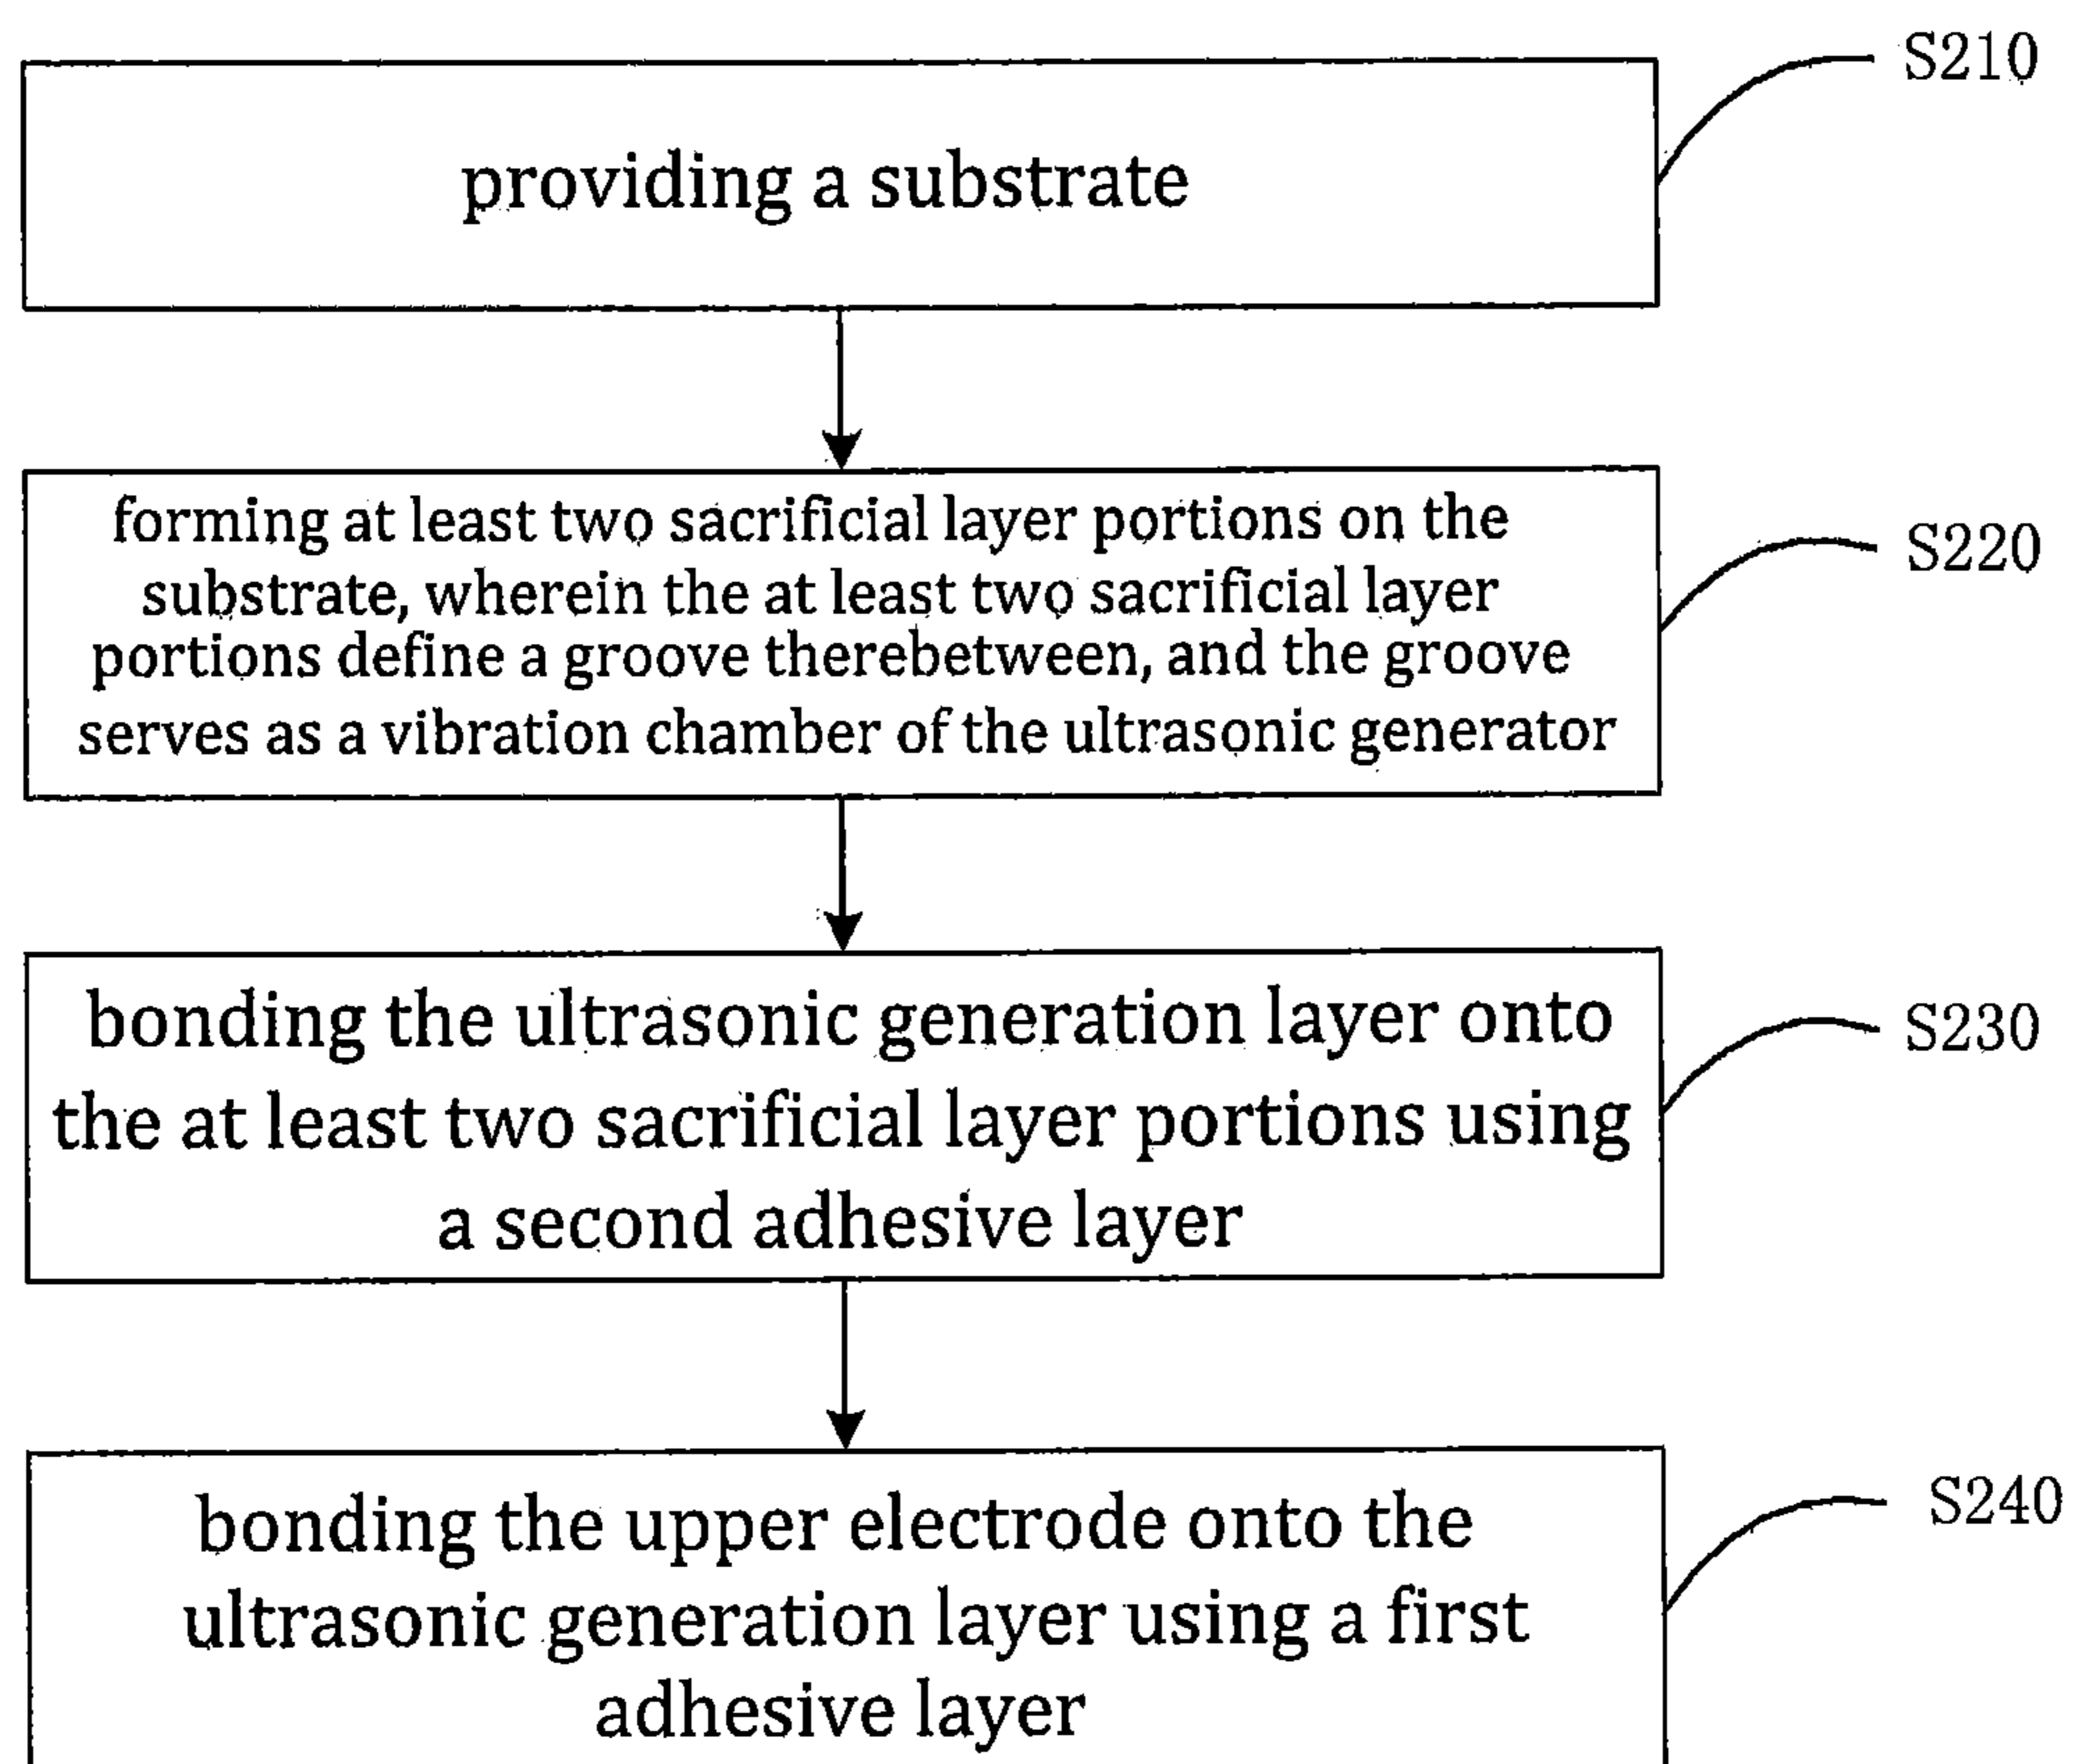 S210
providing a substrate
forming at least two sacrificial layer portions on the
substrate, wherein the at least two sacrificial layer
portions define a groove therebetween, and the groove
serves as a vibration chamber of the ultrasonic generator
S220
bonding the ultrasonic generation layer onto
the at least two sacrificial layer portions using
a second adhesive layer
S230
bonding the upper electrode onto the
ultrasonic generation layer using a first
adhesive layer
S240